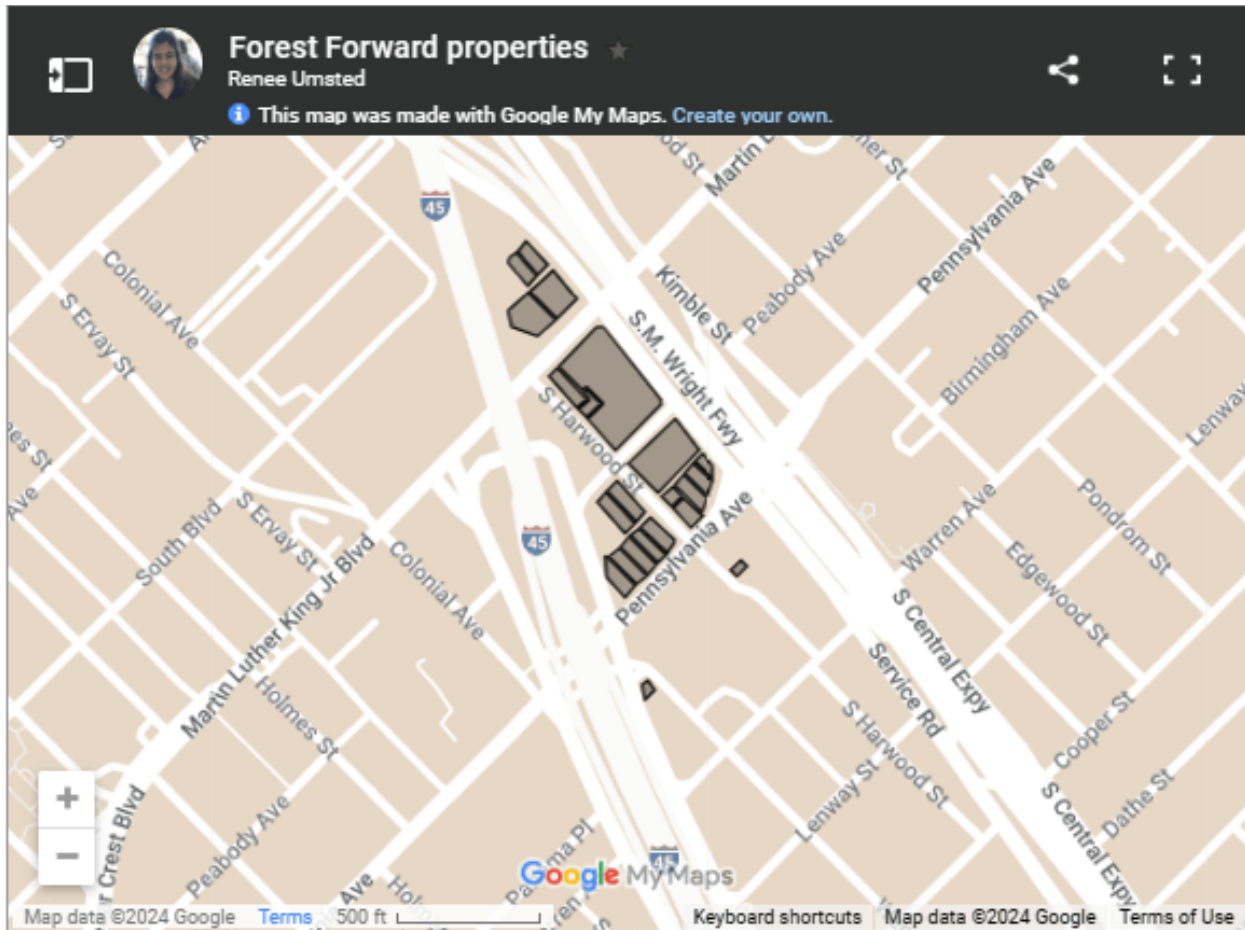 Forest Forward properties
Renee Umsted
This map was made with Google My Maps. Create your own.
45
Martin
Pennsylvania Ave
Peabody Ave
Kimble St
Colonial Ave
S Ervay St
S.M. Wright Fwy
Birmingham Ave
Lenway
S Harwood St
Warren Ave
Pondrom St
Edgewood St
South Blvd
S Ervay St
45
Colonial Ave
Pennsylvania Ave
Martin Luther King Jr Blvd
S Central Expy
Service Rd
Holmes St
S Harwood St
Cooper St
Lenway St
Dathe St
S Central Expy
Peabody Ave
Crest Blvd
45
Google My Maps
Map data ©2024 Google Terms 500 ft Keyboard shortcuts Map data ©2024 Google Terms of Use